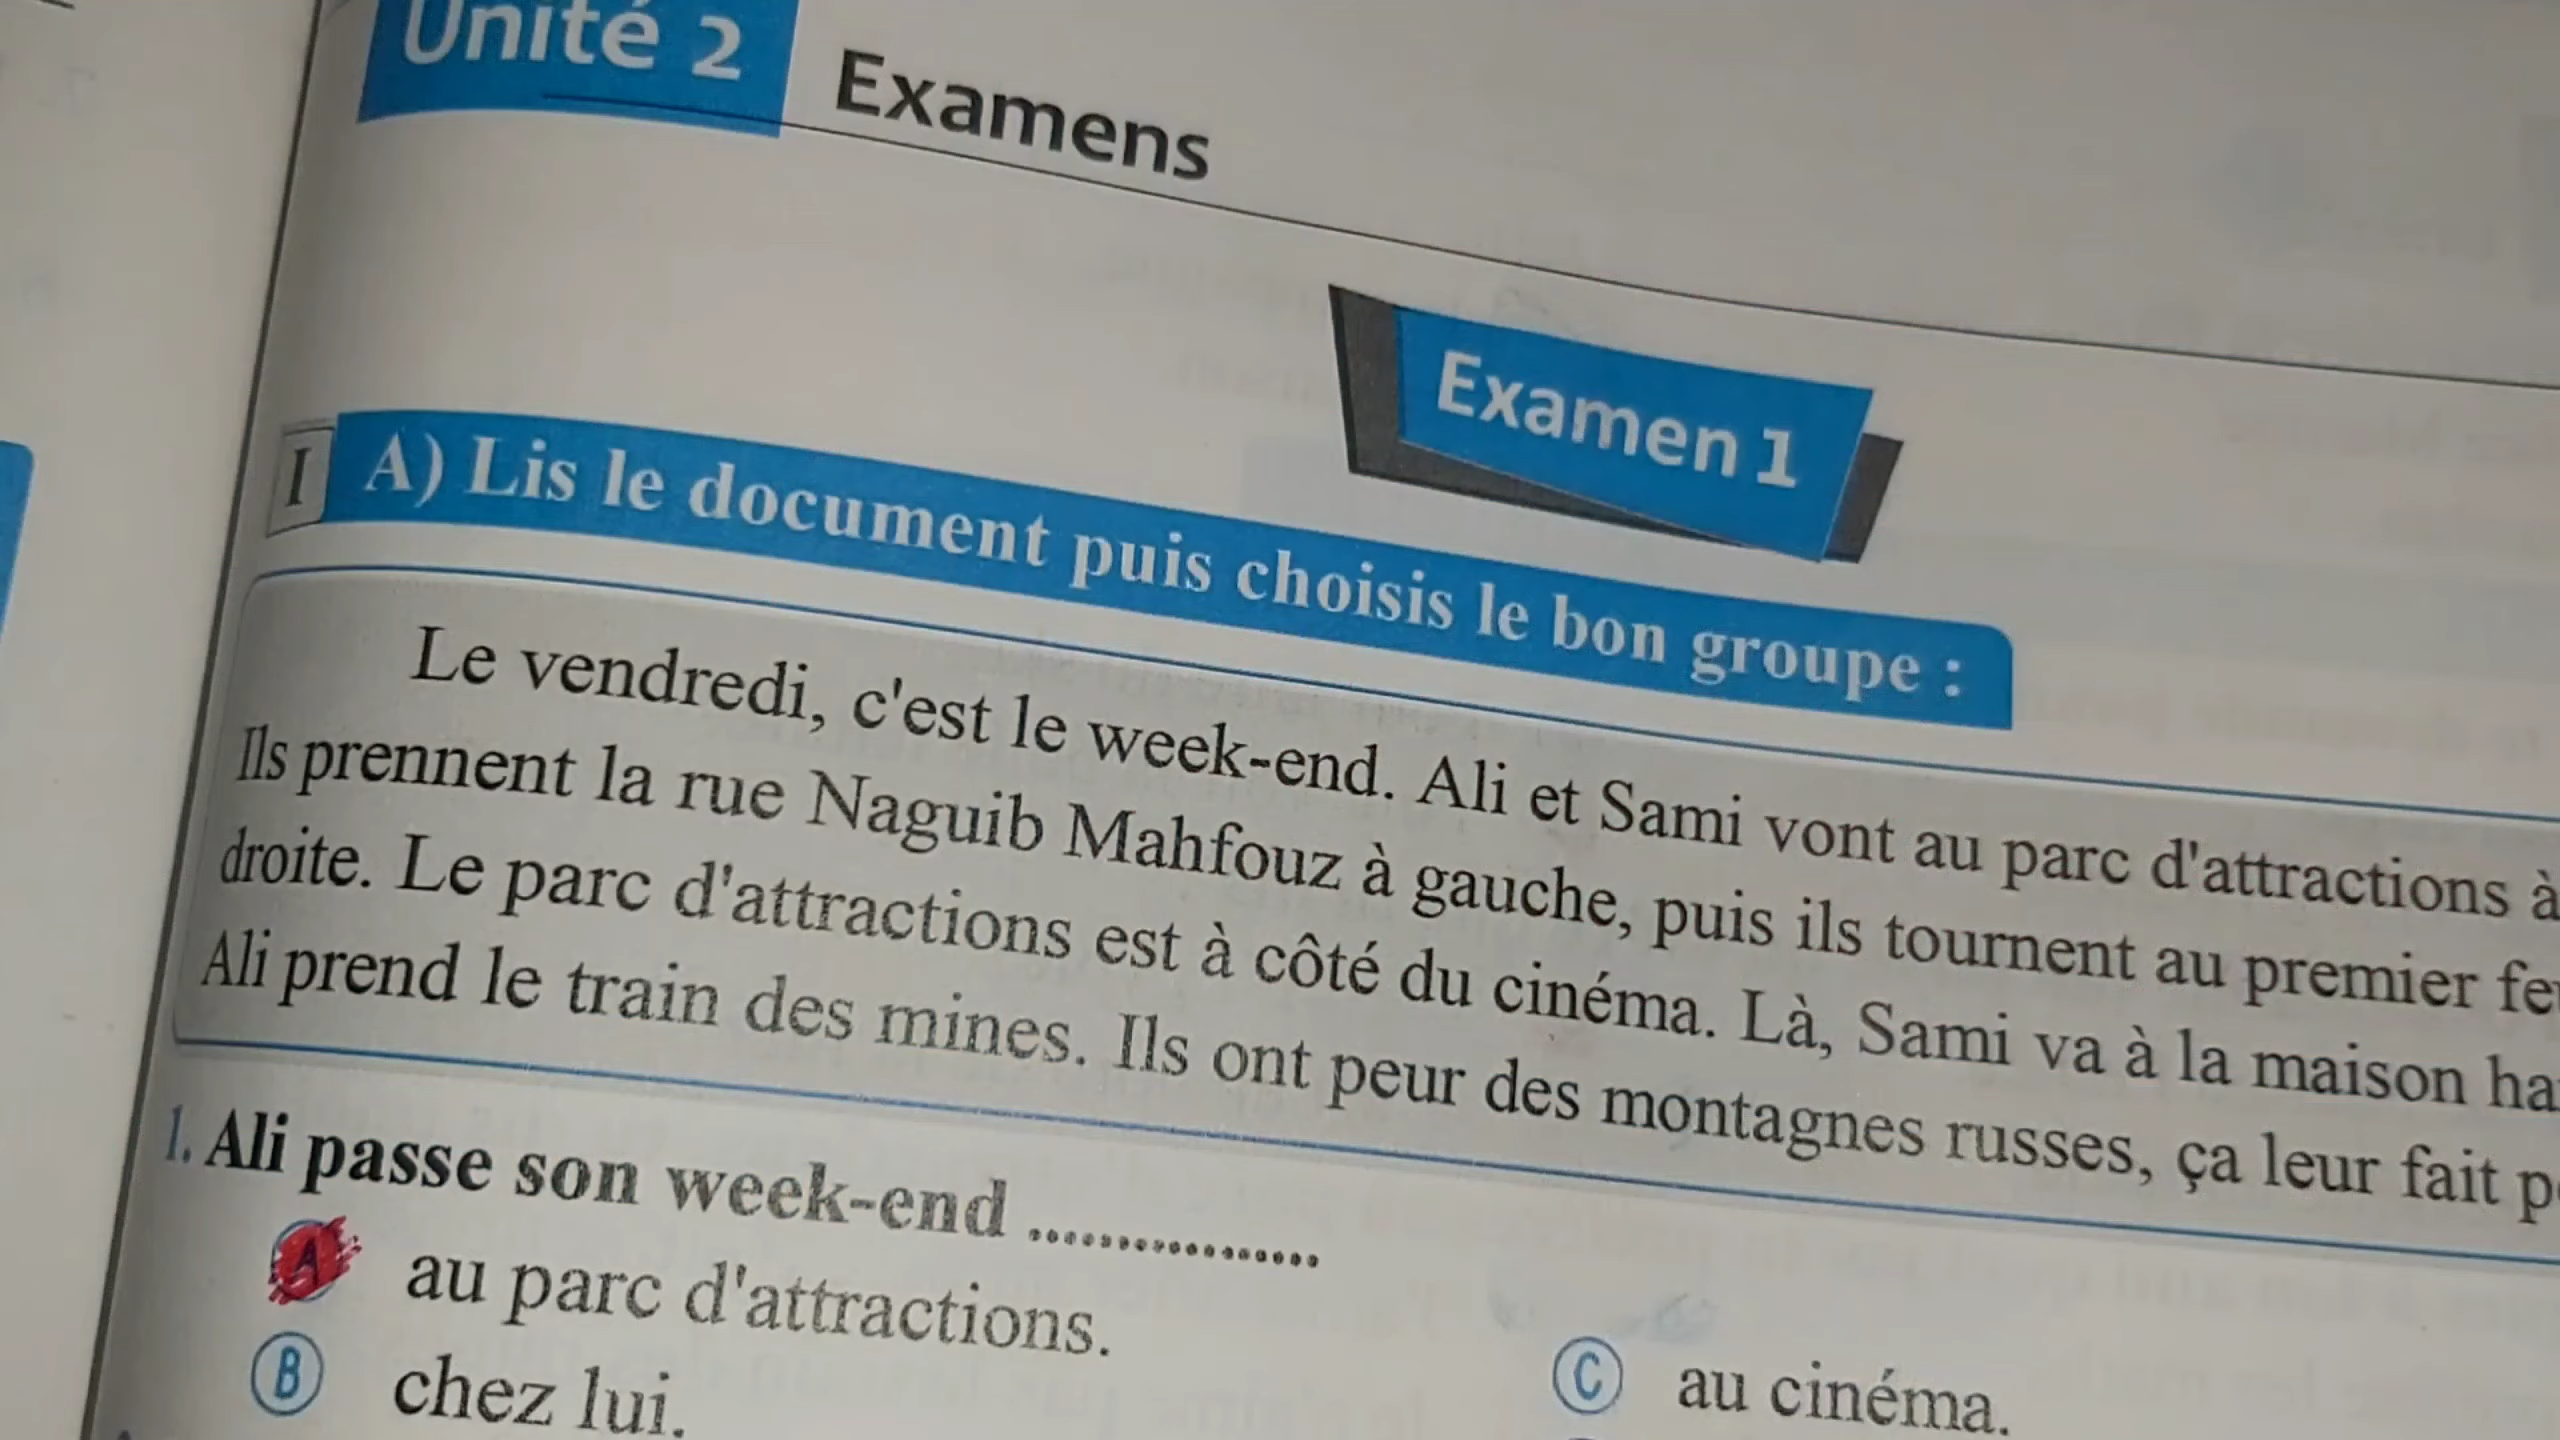 Unité 2
Examens
Examen 1
I A) Lis le document puis choisis le bon groupe :
Le vendredi, c'est le week-end. Ali et Sami vont au parc d'attractions à
Ils prennent la rue Naguib Mahfouz à gauche, puis ils tournent au premier
droite. Le parc d'attractions est à côté du cinéma. Là, Sami va à la maison
Ali prend le train des mines. Ils ont peur des montagnes russes, ça leur fait
1. Ali passe son week-end .................
A au parc d'attractions.
B chez lui.
C au cinéma.